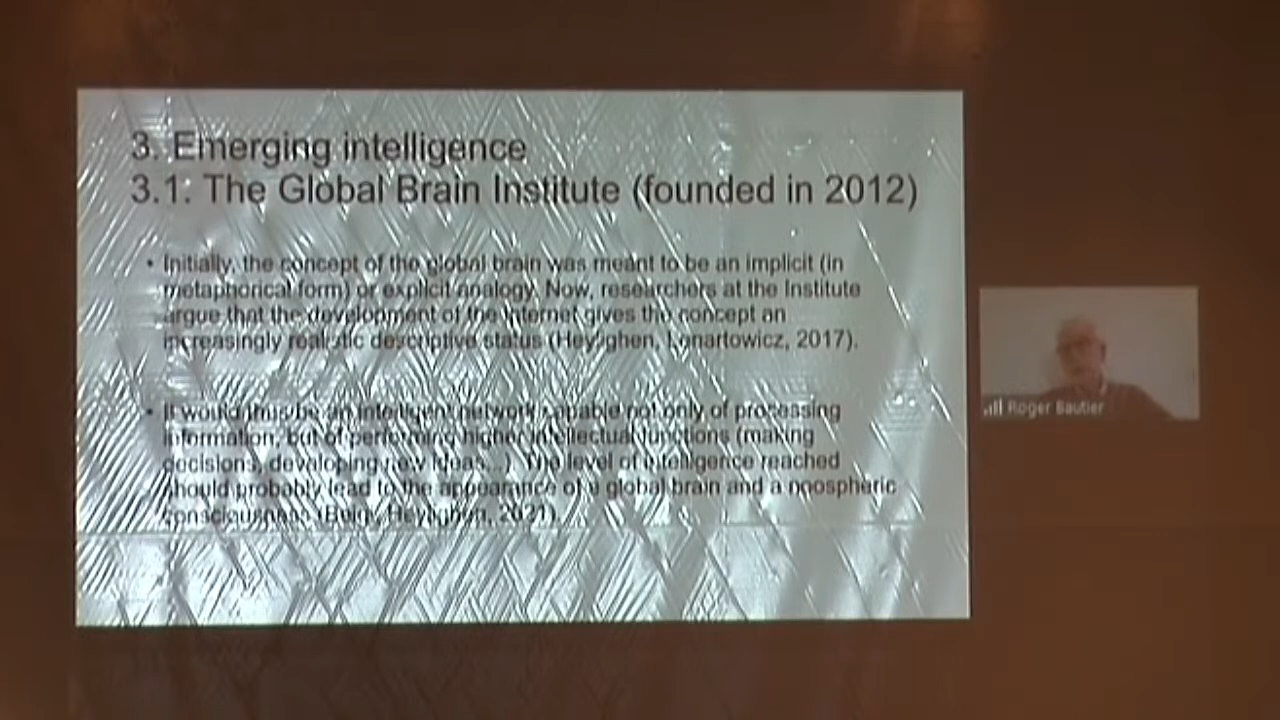 3. Emerging intelligence
3.1: The Global Brain Institute (founded in 2012)
• Initially, the concept of the global brain was meant to be an implicit (in
metaphorical form) or explicit analogy. Now, researchers at the Institute
argue that the development of the Internet gives the concept an
increasingly realistic descriptive status (Heylighen, Lenartowicz, 2017).
• It would thus be an intelligent network capable not only of processing
information, but of performing higher intellectual functions (making
decisions, developing new ideas...). The level of intelligence reached
should probably lead to the appearance of a global brain and a noospheric
consciousness (Beigi, Heylighen, 2021).
Roger Bautier